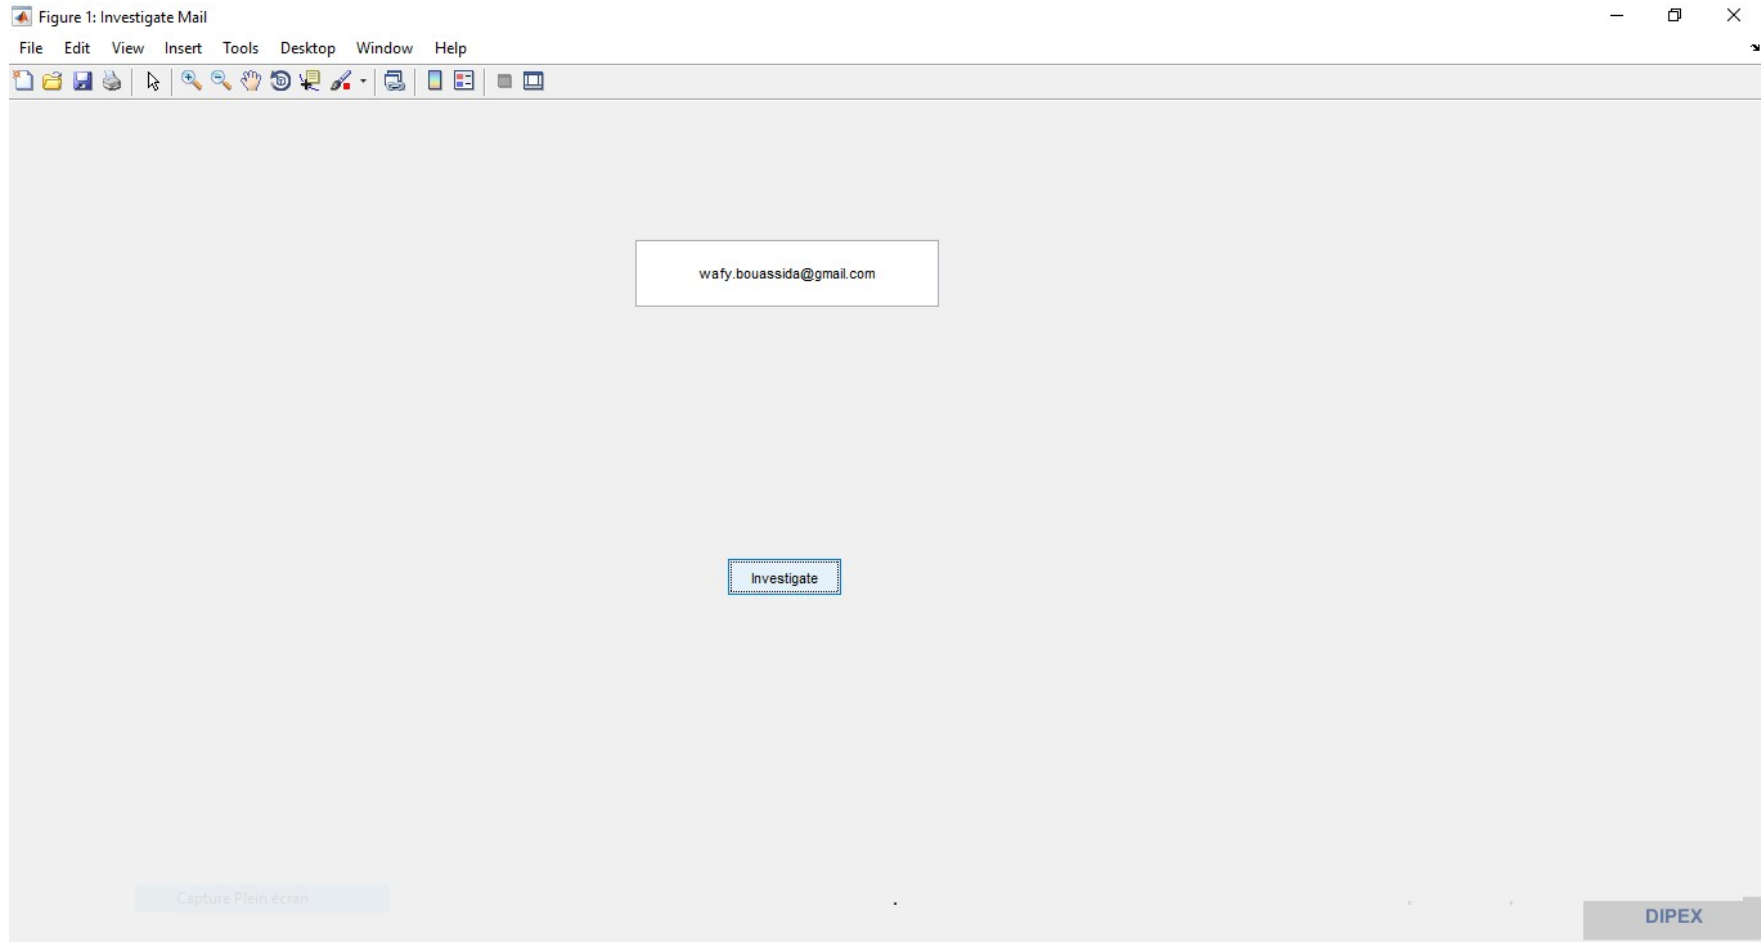 Figure 1: Investigate Mail
File Edit View Insert Tools Desktop Window Help
wafy.bouassida@gmail.com
Investigate
Capture Plein écran
DIPEX